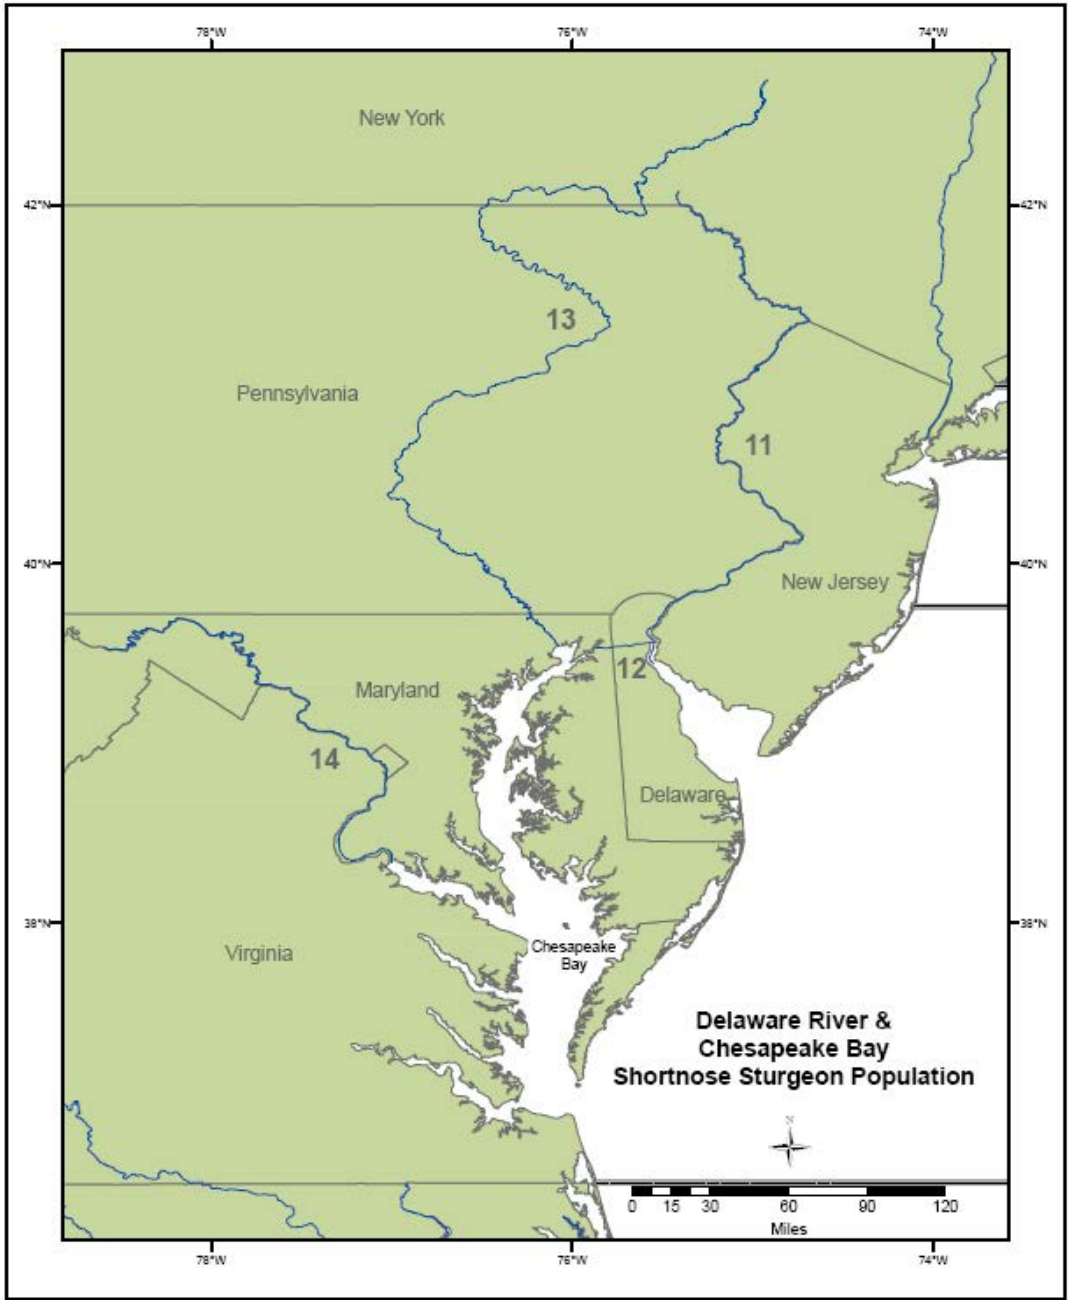 78°W 76°W 74°W
New York
42°N 42°N
13
Pennsylvania
11
40°N 40°N
New Jersey
12
Maryland
14
Delaware
38°N 38°N
Chesapeake
Bay
Virginia
Delaware River &
Chesapeake Bay
Shortnose Sturgeon Population
N
0 15 30 60 90 120
Miles
78°W 76°W 74°W